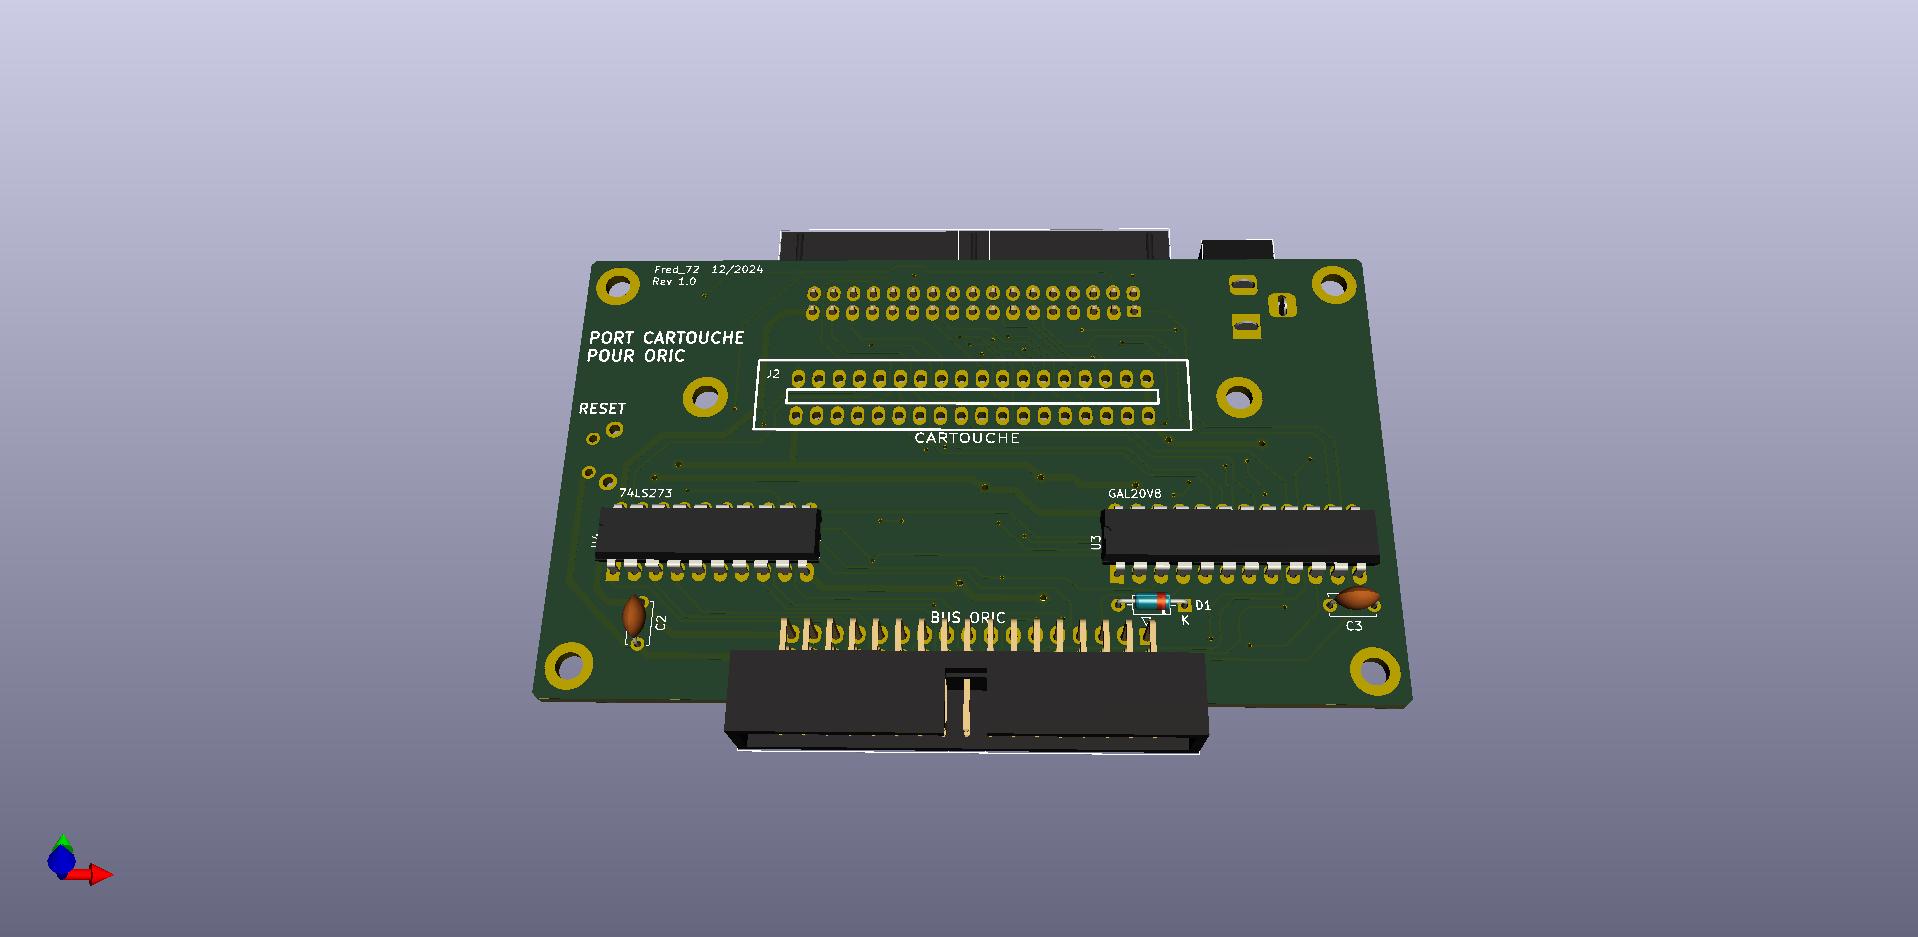 Fred_72 12/2024
Rev 1.0
PORT CARTOUCHE
POUR ORIC
J2
RESET
CARTOUCHE
74LS273
GAL20V8
U3
BUS ORIC
D1
K
C2
C3